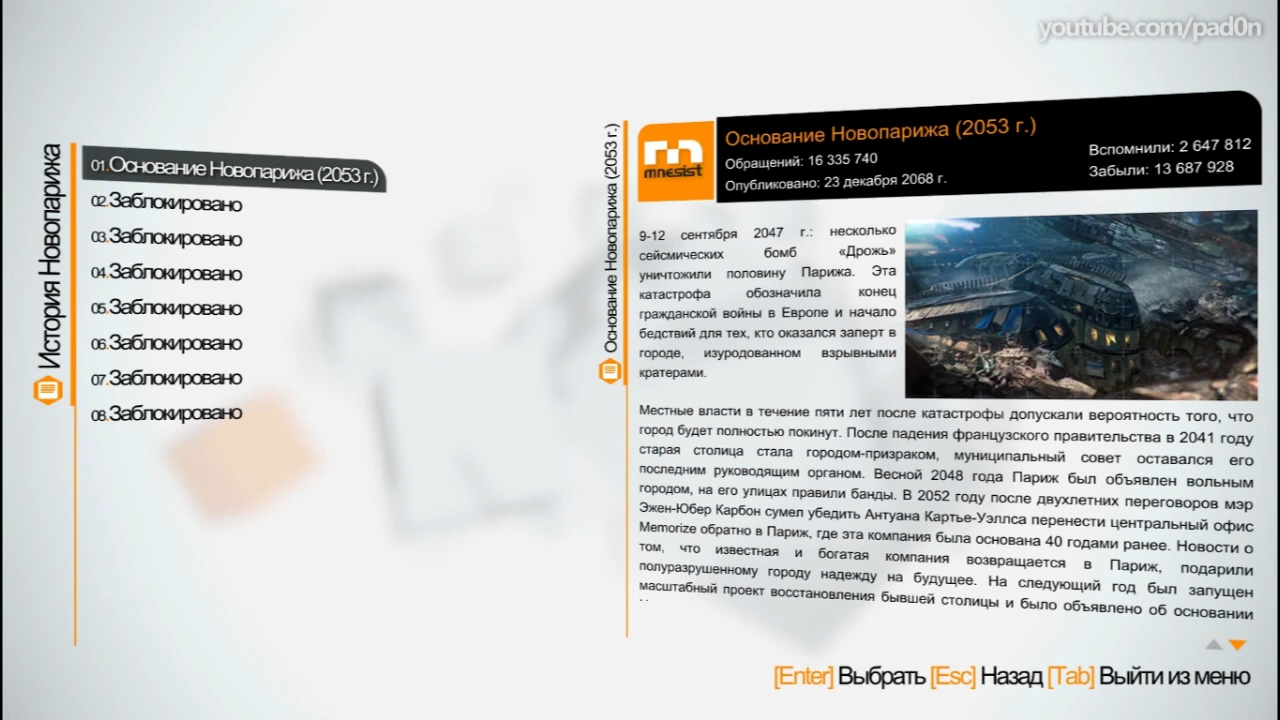 youtube.com/pad0n
История Новопарижа
01.Основание Новопарижа (2053 г.)
02.Заблокировано
03.Заблокировано
04.Заблокировано
05.Заблокировано
06.Заблокировано
07.Заблокировано
08.Заблокировано
Основание Новопарижа (2053 г.)
mnesist
Основание Новопарижа (2053 г.)
Обращений: 16 335 740
Опубликовано: 23 декабря 2068 г.
Вспомнили: 2 647 812
Забыли: 13 687 928
9-12 сентября 2047 г.: несколько
сейсмических бомб «Дрожь»
уничтожили половину Парижа. Эта
катастрофа обозначила конец
гражданской войны в Европе и начало
бедствий для тех, кто оказался заперт в
городе, изуродованном взрывными
кратерами.
Местные власти в течение пяти лет после катастрофы допускали вероятность того, что
город будет полностью покинут. После падения французского правительства в 2041 году
старая столица стала городом-призраком, муниципальный совет оставался его
последним руководящим органом. Весной 2048 года Париж был объявлен вольным
городом, на его улицах правили банды. В 2052 году после двухлетних переговоров мэр
Эжен-Юбер Карбон сумел убедить Антуана Картье-Уэллса перенести центральный офис
Memorize обратно в Париж, где эта компания была основана 40 годами ранее. Новости о
том, что известная и богатая компания возвращается в Париж, подарили
полуразрушенному городу надежду на будущее. На следующий год был запущен
масштабный проект восстановления бывшей столицы и было объявлено об основании
[Enter] Выбрать [Esc] Назад [Tab] Выйти из меню